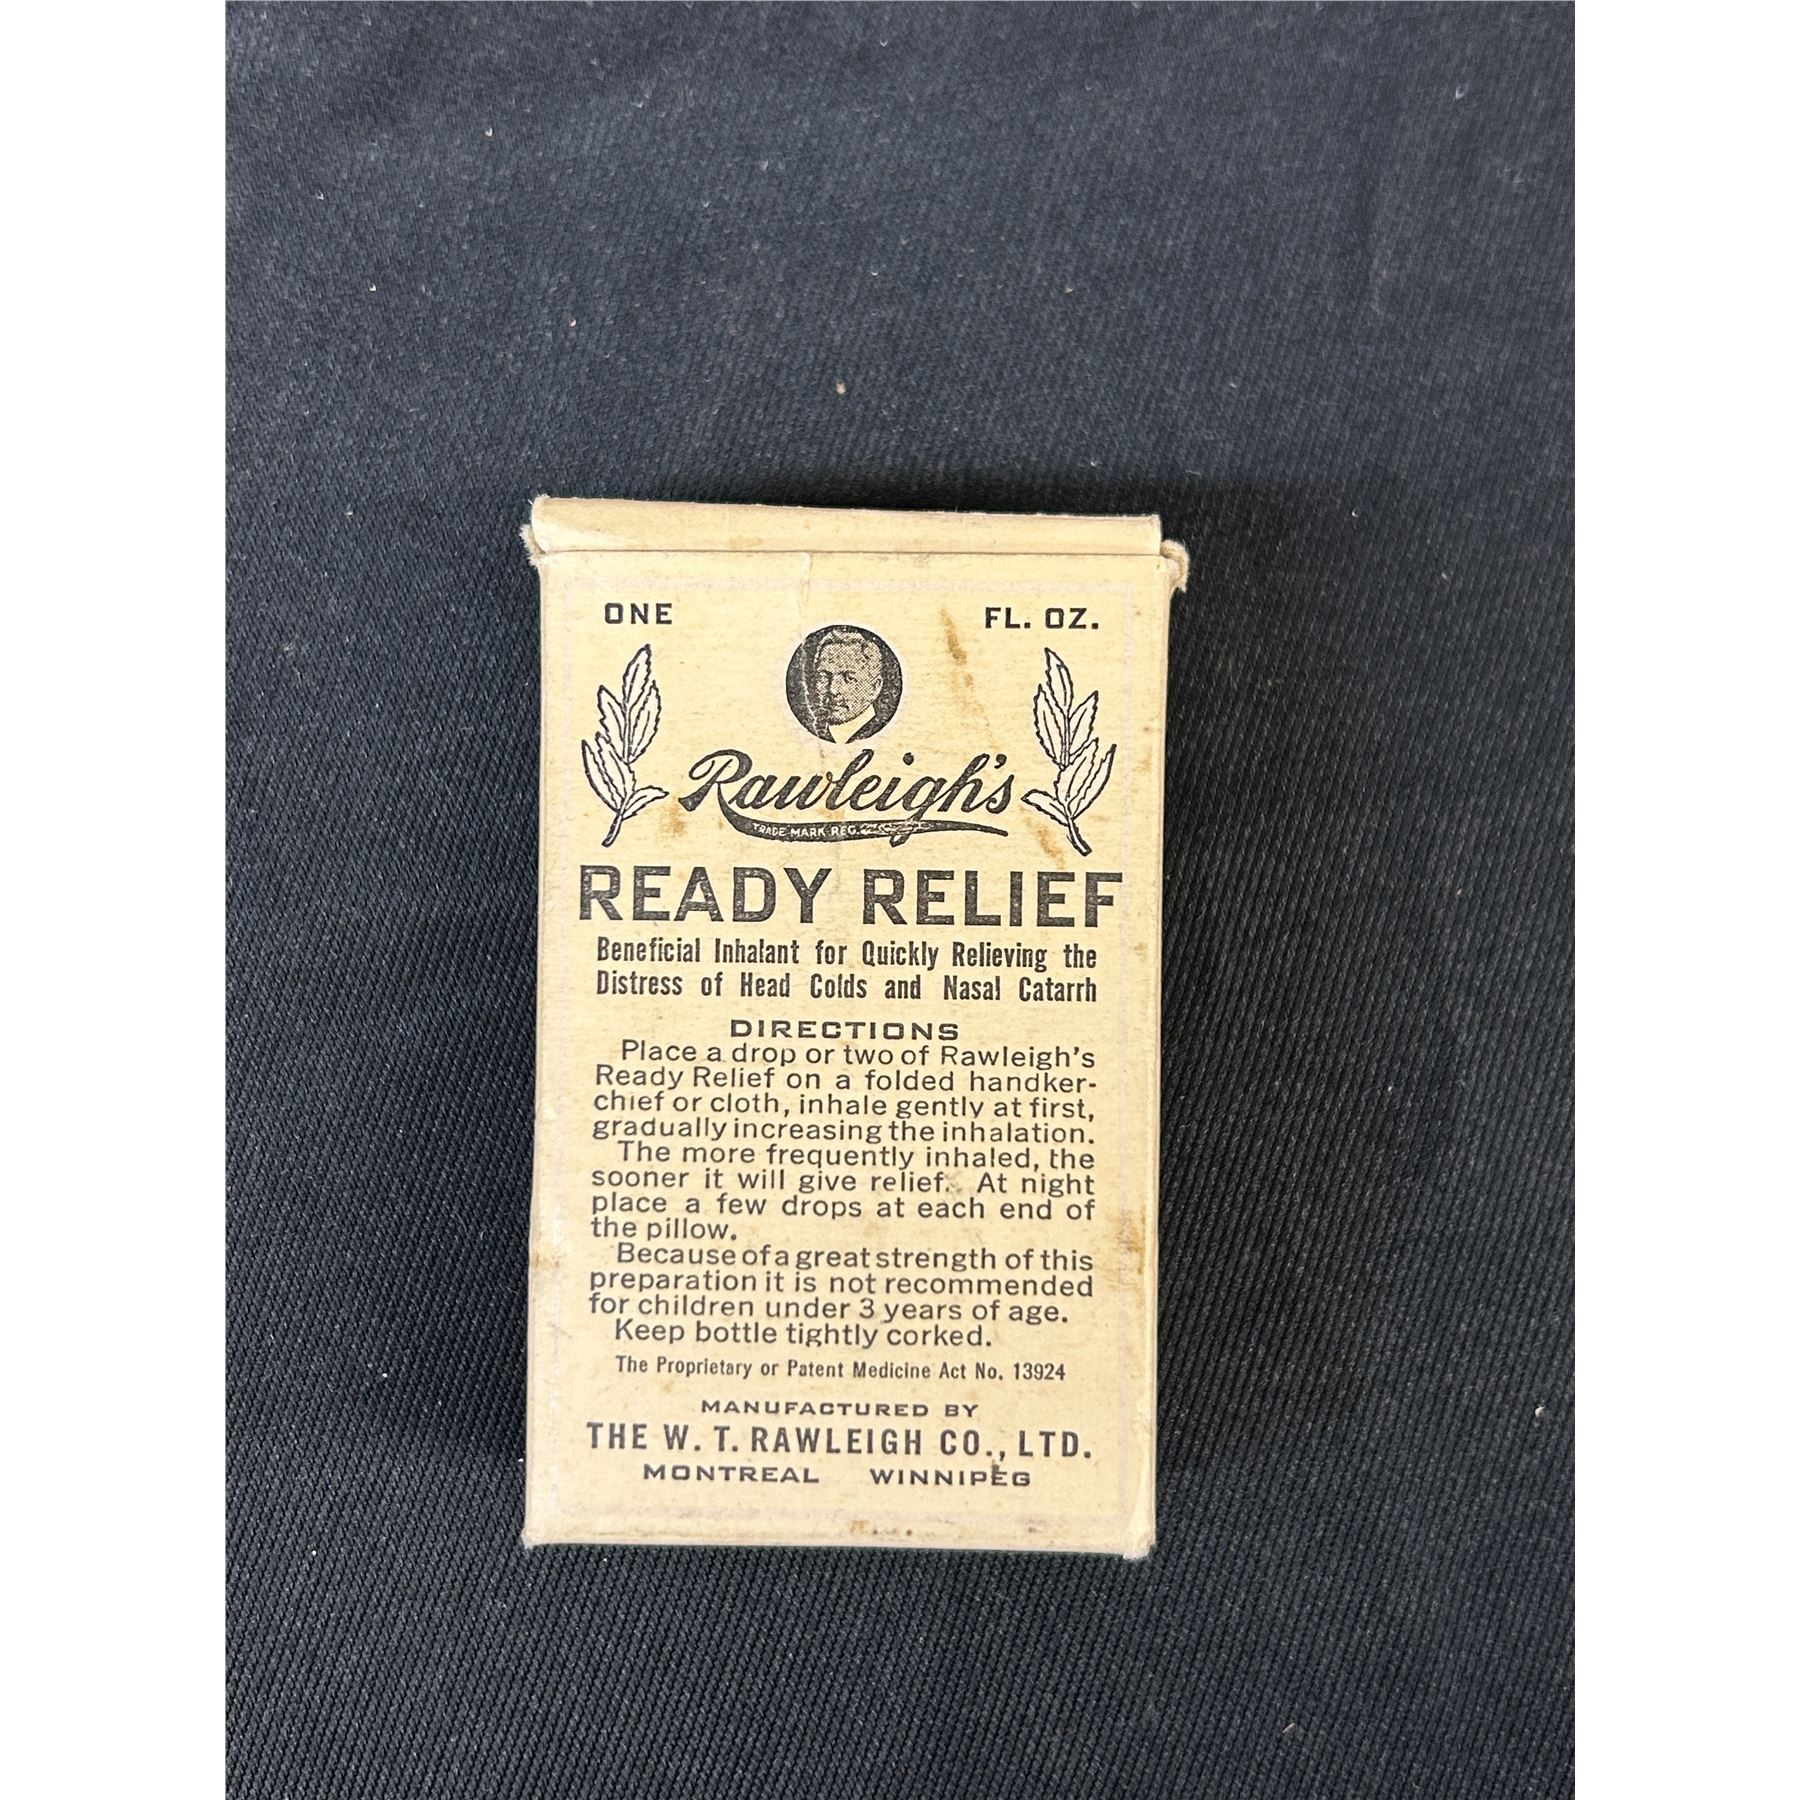 ONE FL. OZ.
Rawleigh's
TRADE MARK REG.
READY RELIEF
Beneficial Inhalant for Quickly Relieving the
Distress of Head Colds and Nasal Catarrh
DIRECTIONS
Place a drop or two of Rawleigh's
Ready Relief on a folded handker-
chief or cloth, inhale gently at first,
gradually increasing the inhalation.
The more frequently inhaled, the
sooner it will give relief. At night
place a few drops at each end of
the pillow.
Because of a great strength of this
preparation it is not recommended
for children under 3 years of age.
Keep bottle tightly corked.
The Proprietary or Patent Medicine Act No. 13924
MANUFACTURED BY
THE W. T. RAWLEIGH CO., LTD.
MONTREAL WINNIPEG